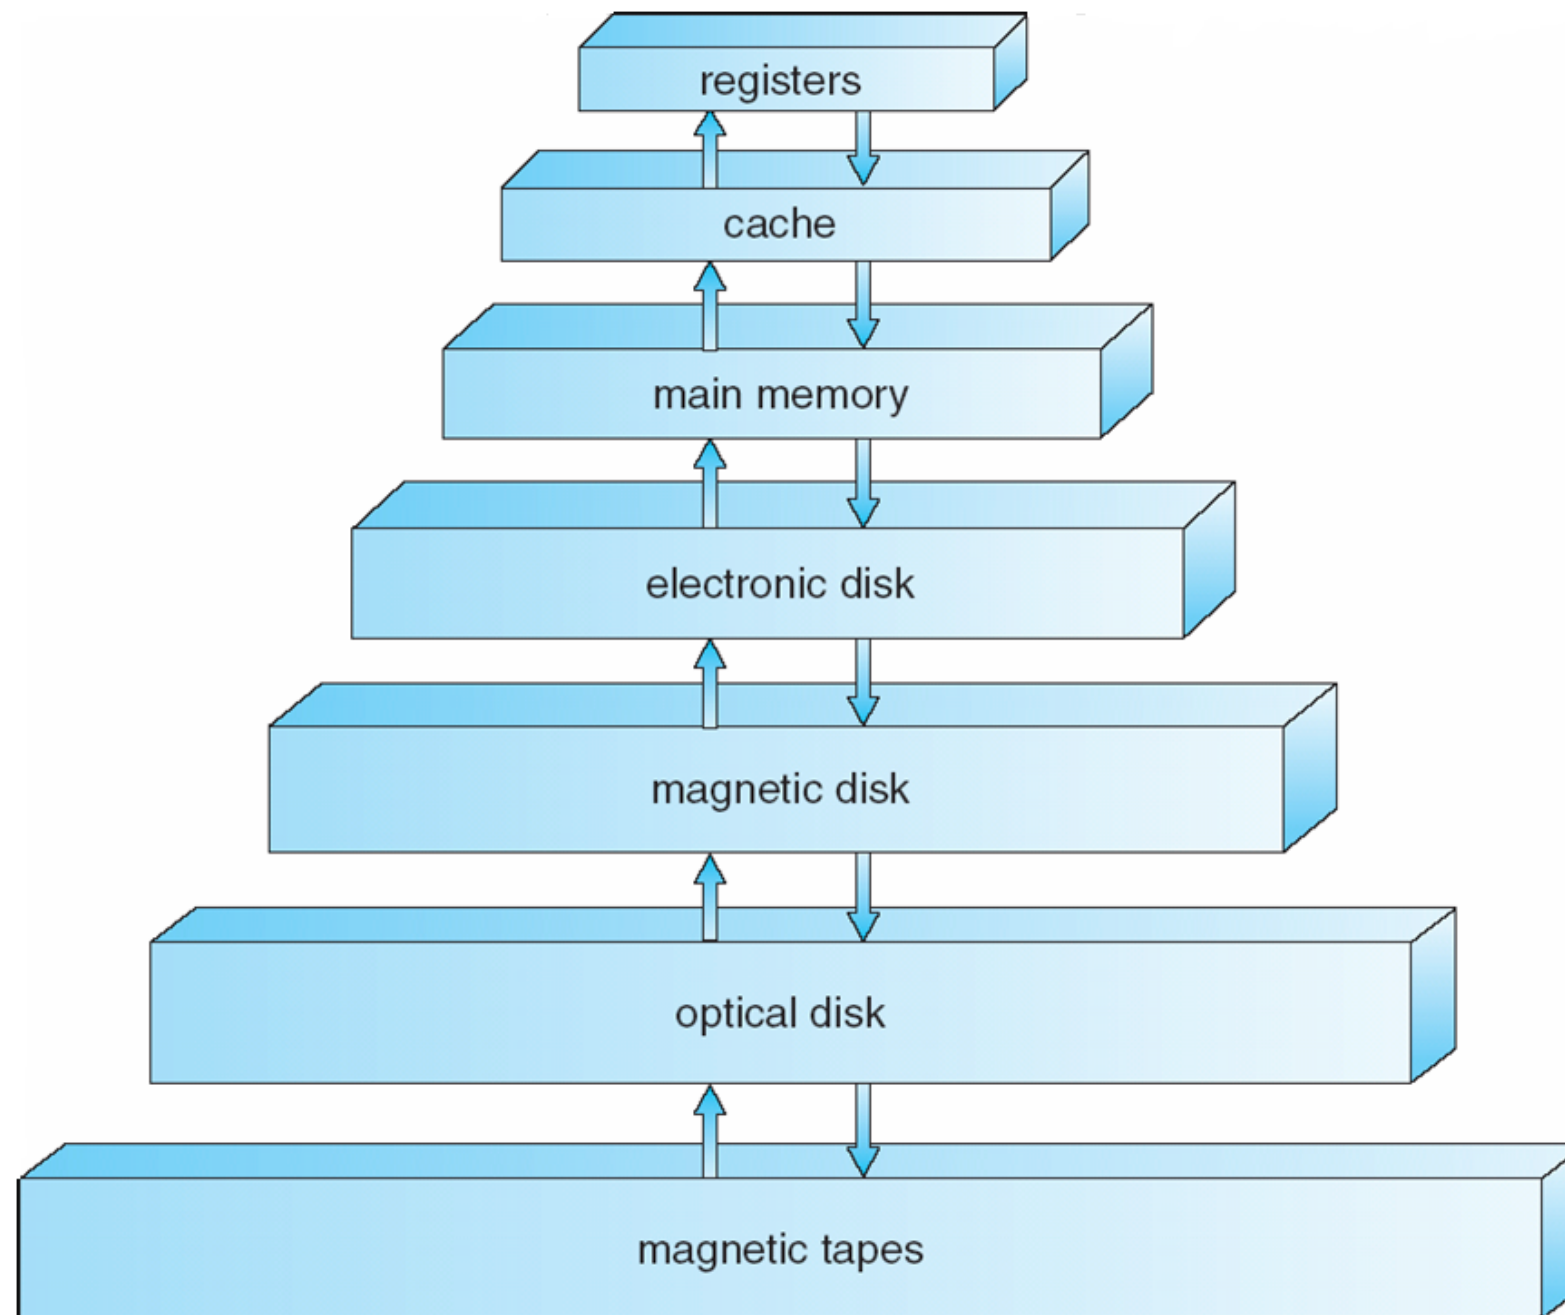 registers
cache
main memory
electronic disk
magnetic disk
optical disk
magnetic tapes